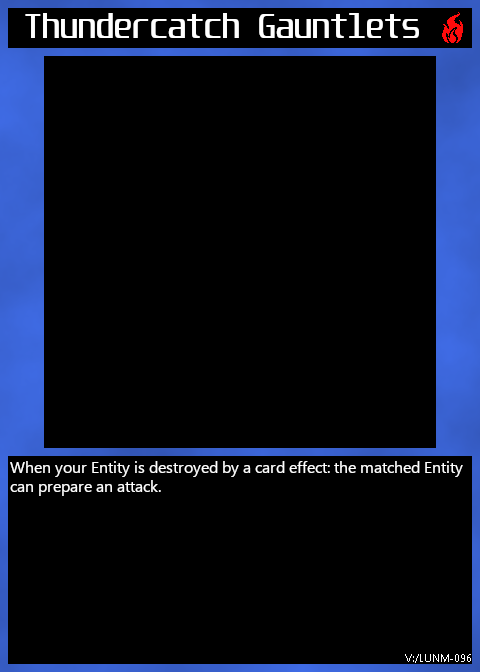 Thundercatch Gauntlets
When your Entity is destroyed by a card effect: the matched Entity
can prepare an attack.
V:/LUNM-096